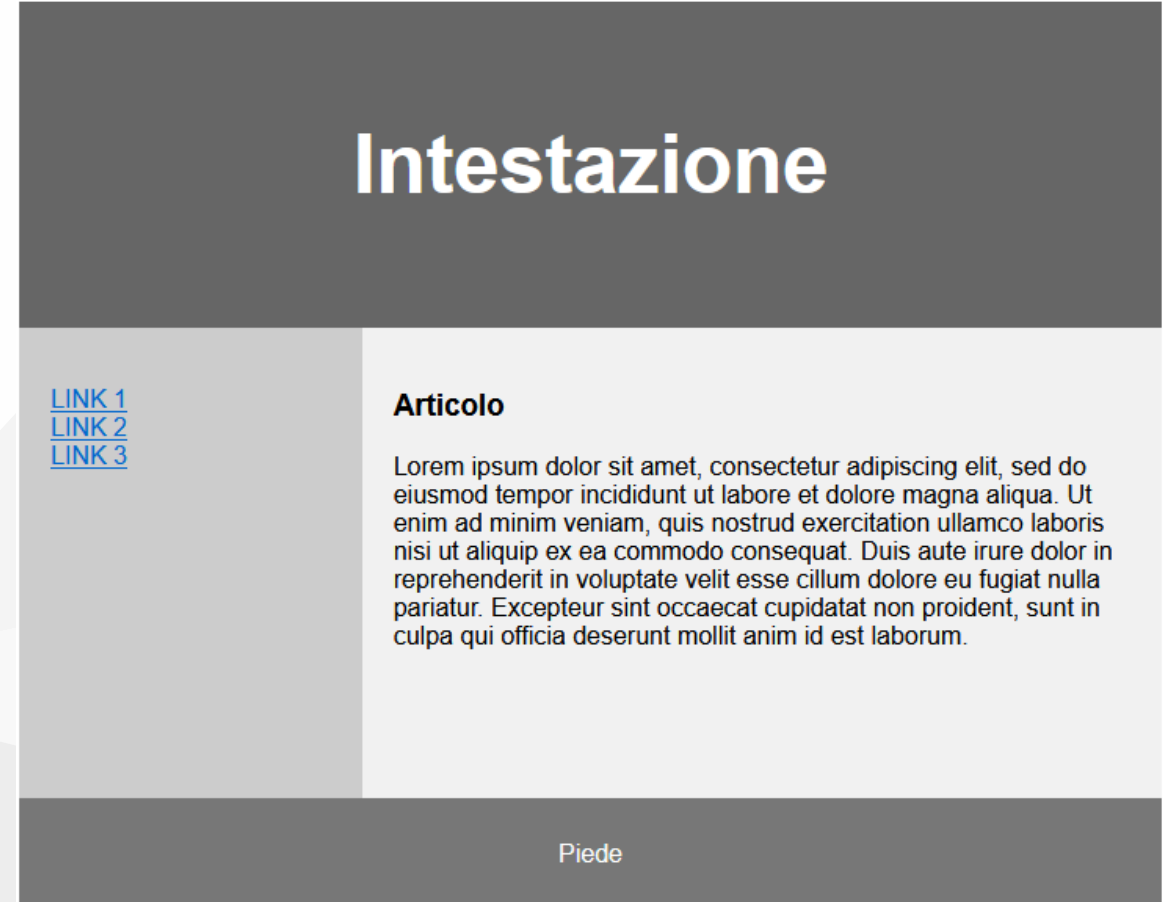 Intestazione
LINK 1
LINK 2
LINK 3
Articolo
Lorem ipsum dolor sit amet, consectetur adipiscing elit, sed do
eiusmod tempor incididunt ut labore et dolore magna aliqua. Ut
enim ad minim veniam, quis nostrud exercitation ullamco laboris
nisi ut aliquip ex ea commodo consequat. Duis aute irure dolor in
reprehenderit in voluptate velit esse cillum dolore eu fugiat nulla
pariatur. Excepteur sint occaecat cupidatat non proident, sunt in
culpa qui officia deserunt mollit anim id est laborum.
Piede